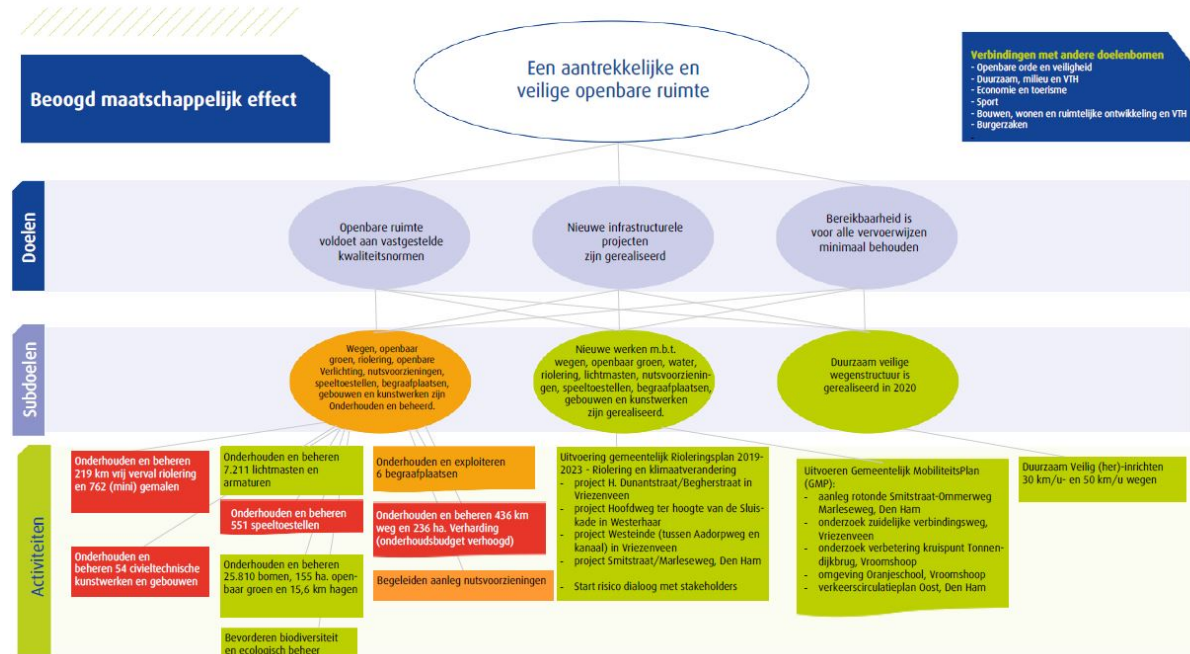 Beoogd maatschappelijk effect
Een aantrekkelijke en
veilige openbare ruimte
Verbindingen met andere doelenbomen
- Openbare orde en veiligheid
- Duurzaam, milieu en VTH
- Economie en toerisme
- Sport
- Bouwen, wonen en ruimtelijke ontwikkeling en VTH
- Burgerzaken
-
Doelen
Openbare ruimte
voldoet aan vastgestelde
kwaliteitsnormen
Nieuwe infrastructurele
projecten
zijn gerealiseerd
Bereikbaarheid is
voor alle vervoerwijzen
minimaal behouden
Subdoelen
Wegen, openbaar
groen, riolering, openbare
Verlichting, nutsvoorzieningen,
speeltoestellen, begraafplaatsen,
gebouwen en kunstwerken zijn
Onderhouden en beheerd.
Nieuwe werken m.b.t.
wegen, openbaar groen, water,
riolering, lichtmasten, nutsvoorzienin-
gen, speeltoestellen, begraafplaatsen,
gebouwen en kunstwerken
zijn gerealiseerd.
Duurzaam veilige
wegenstructuur is
gerealiseerd in 2020
Activiteiten
Onderhouden en beheren
219 km vrij verval riolering
en 762 (mini) gemalen
Onderhouden en
beheren 54 civieltechnische
kunstwerken en gebouwen
Onderhouden en beheren
7.211 lichtmasten en
armaturen
Onderhouden en beheren
551 speeltoestellen
Onderhouden en beheren
25.810 bomen, 155 ha. open-
baar groen en 15,6 km hagen
Bevorderen biodiversiteit
en ecologisch beheer
Onderhouden en exploiteren
6 begraafplaatsen
Onderhouden en beheren 436 km
weg en 236 ha. Verharding
(onderhoudsbudget verhoogd)
Begeleiden aanleg nutsvoorzieningen
Uitvoering gemeentelijk Rioleringsplan 2019-
2023 - Riolering en klimaatverandering
- project H. Dunantstraat/Begherstraat in
Vriezenveen
- project Hoofdweg ter hoogte van de Sluis-
kade in Westerhaar
- project Westeinde (tussen Aadorpweg en
kanaal) in Vriezenveen
- project Smitstraat/Marleseweg, Den Ham
- Start risico dialoog met stakeholders
Uitvoeren Gemeentelijk MobiliteitsPlan
(GMP):
- aanleg rotonde Smitstraat-Ommerweg
Marleseweg, Den Ham
- onderzoek zuidelijke verbindingsweg,
Vriezenveen
- onderzoek verbetering kruispunt Tonnen-
dijkbrug, Vroomshoop
- omgeving Oranjeschool, Vroomshoop
- verkeerscirculatieplan Oost, Den Ham
Duurzaam Veilig (her)-inrichten
30 km/u- en 50 km/u wegen